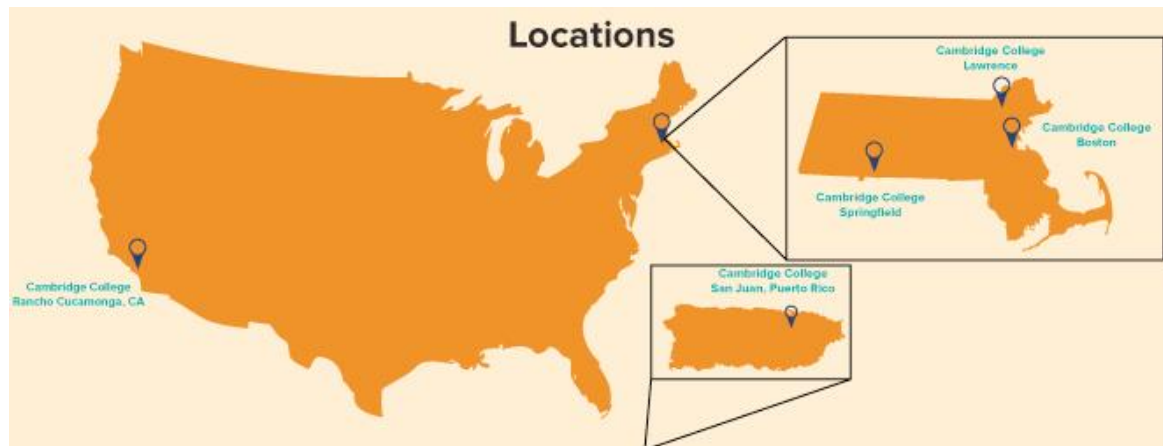 Locations
Cambridge College
Lawrence
Cambridge College
Boston
Cambridge College
Springfield
Cambridge College
San Juan, Puerto Rico
Cambridge College
Rancho Cucamonga, CA